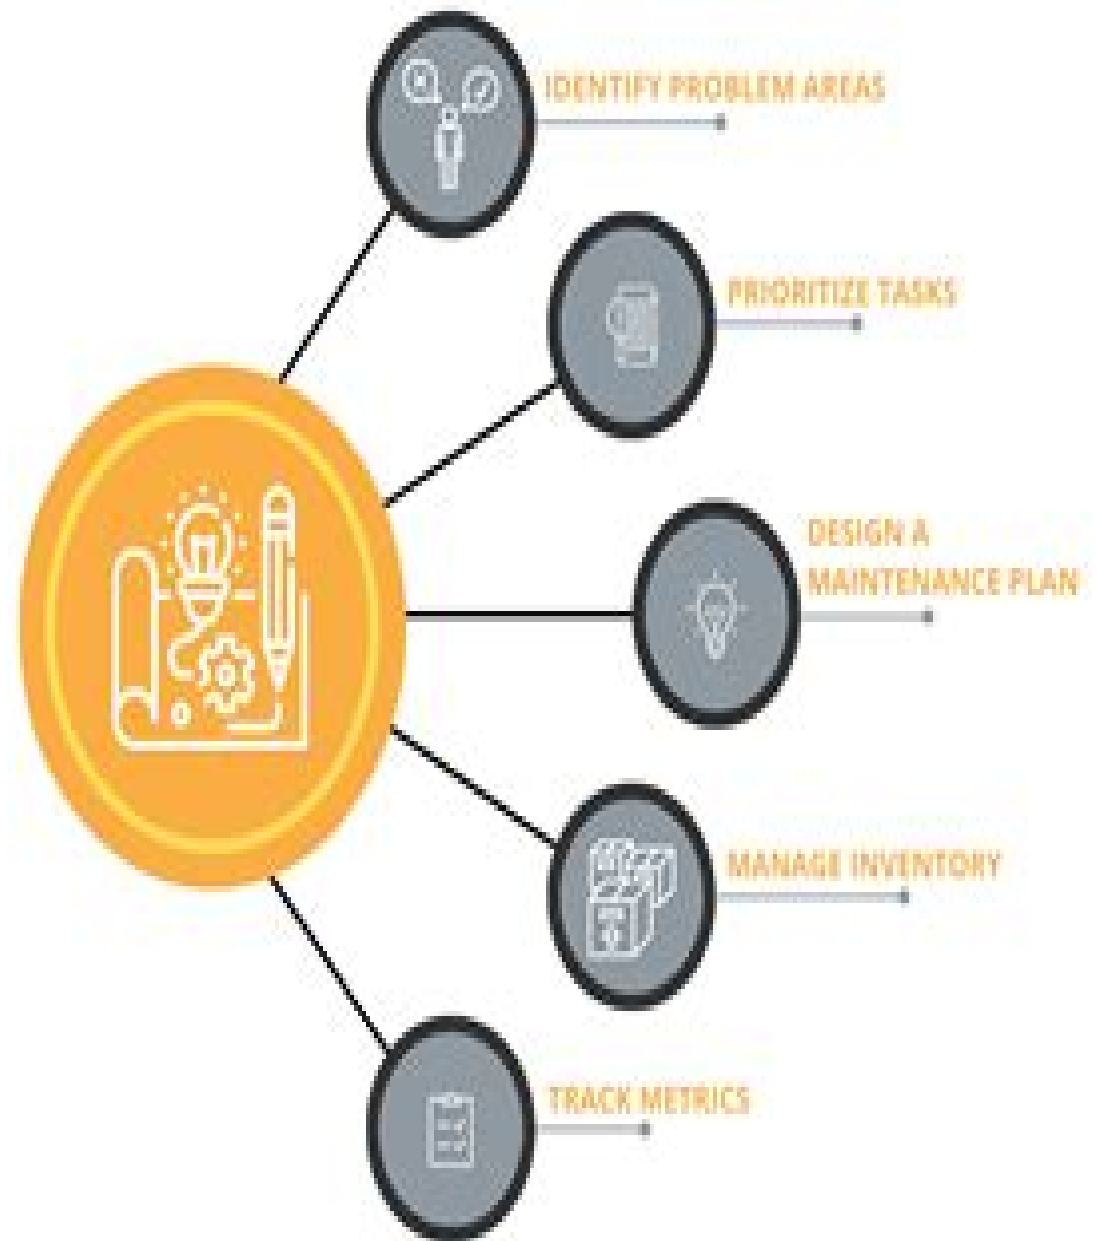 IDENTIFY PROBLEM AREAS
PRIORITIZE TASKS
DESIGN A
MAINTENANCE PLAN
MANAGE INVENTORY
TRACK METRICS